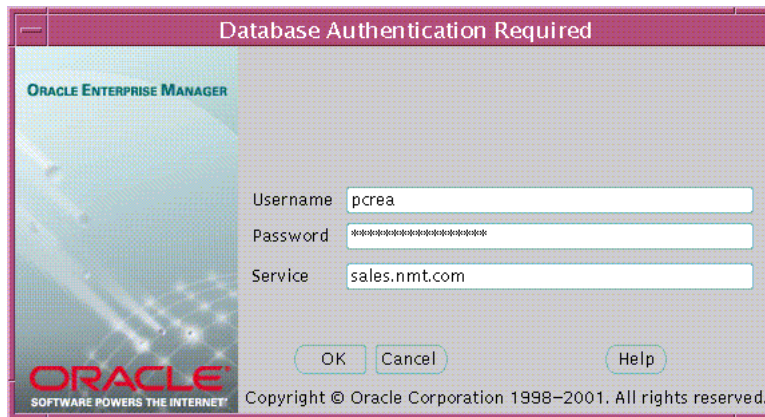 Database Authentication Required
ORACLE ENTERPRISE MANAGER
Username pcrea
Password *****************
Service sales.nmt.com
OK Cancel Help
ORACLE
SOFTWARE POWERS THE INTERNET™
Copyright © Oracle Corporation 1998–2001. All rights reserved.